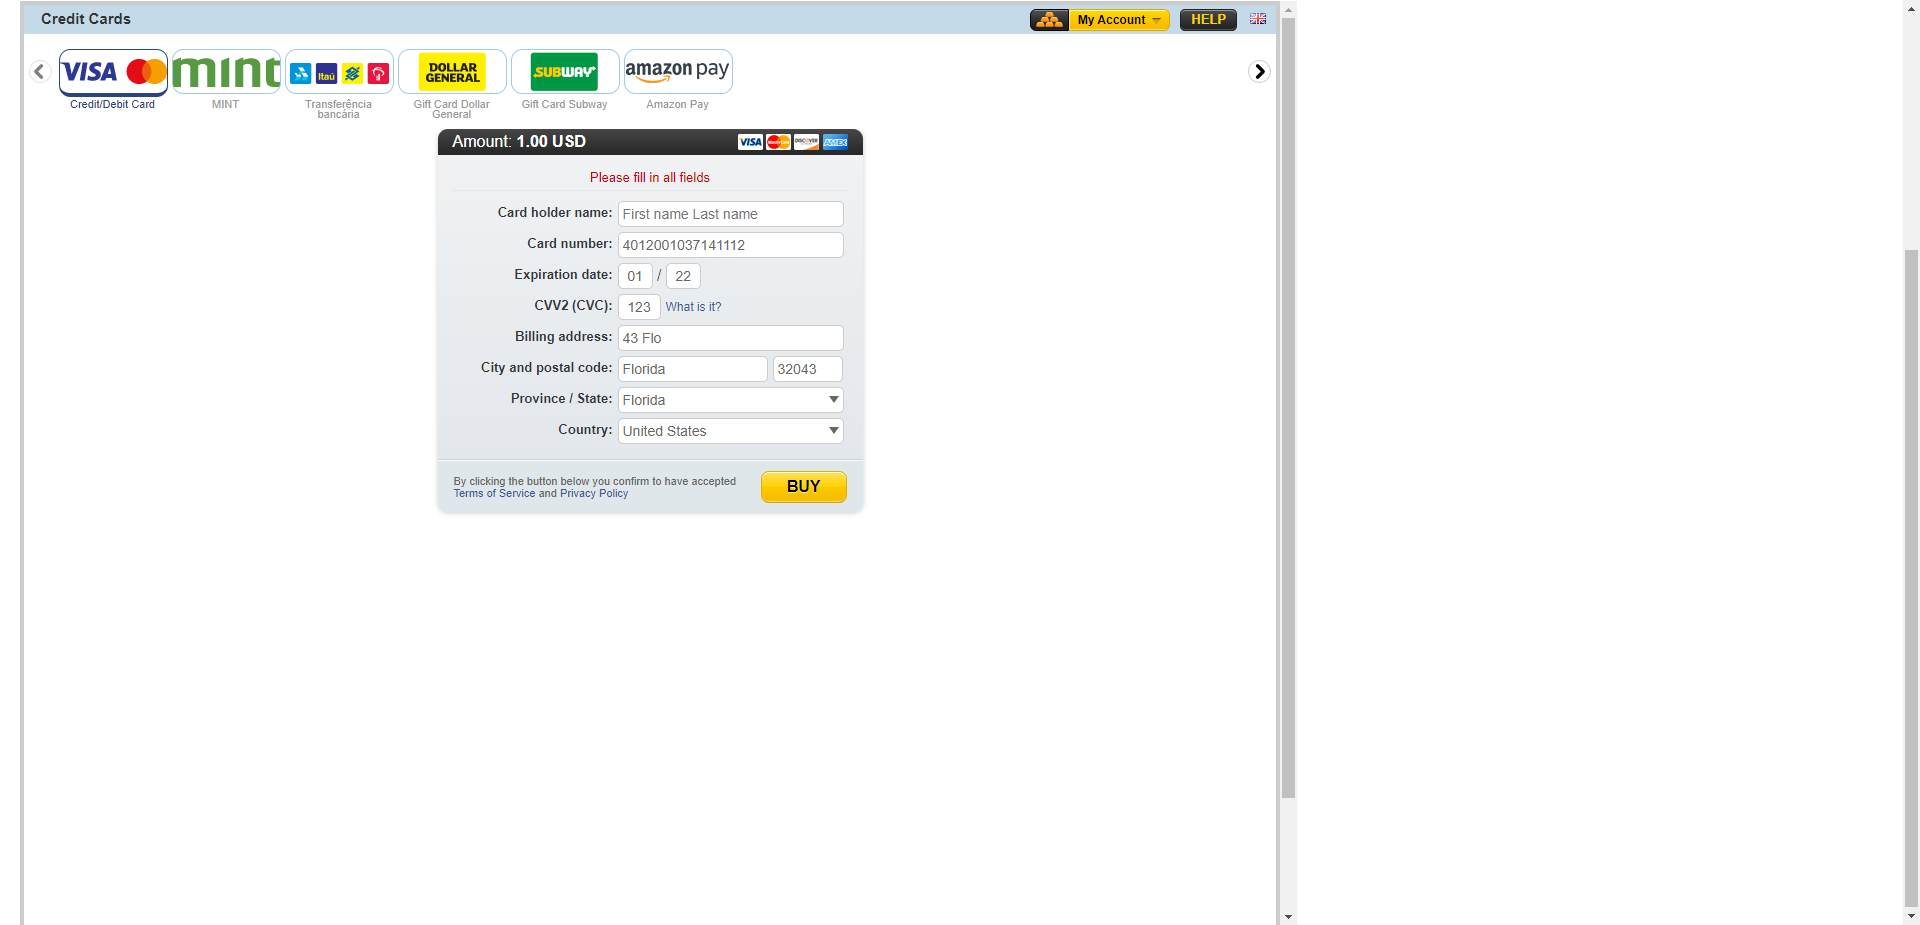 Credit Cards
My Account
HELP
VISA
mint
Itaú
DOLLAR
GENERAL
SUBWAY
amazon pay
Credit/Debit Card
MINT
Transferência
bancária
Gift Card Dollar
General
Gift Card Subway
Amazon Pay
Amount: 1.00 USD
VISA
MasterCard
DISCOVER
AMEX
Please fill in all fields
Card holder name: First name Last name
Card number: 4012001037141112
Expiration date: 01 / 22
CVV2 (CVC): 123 What is it?
Billing address: 43 Flo
City and postal code: Florida 32043
Province / State: Florida
Country: United States
By clicking the button below you confirm to have accepted
Terms of Service and Privacy Policy
BUY